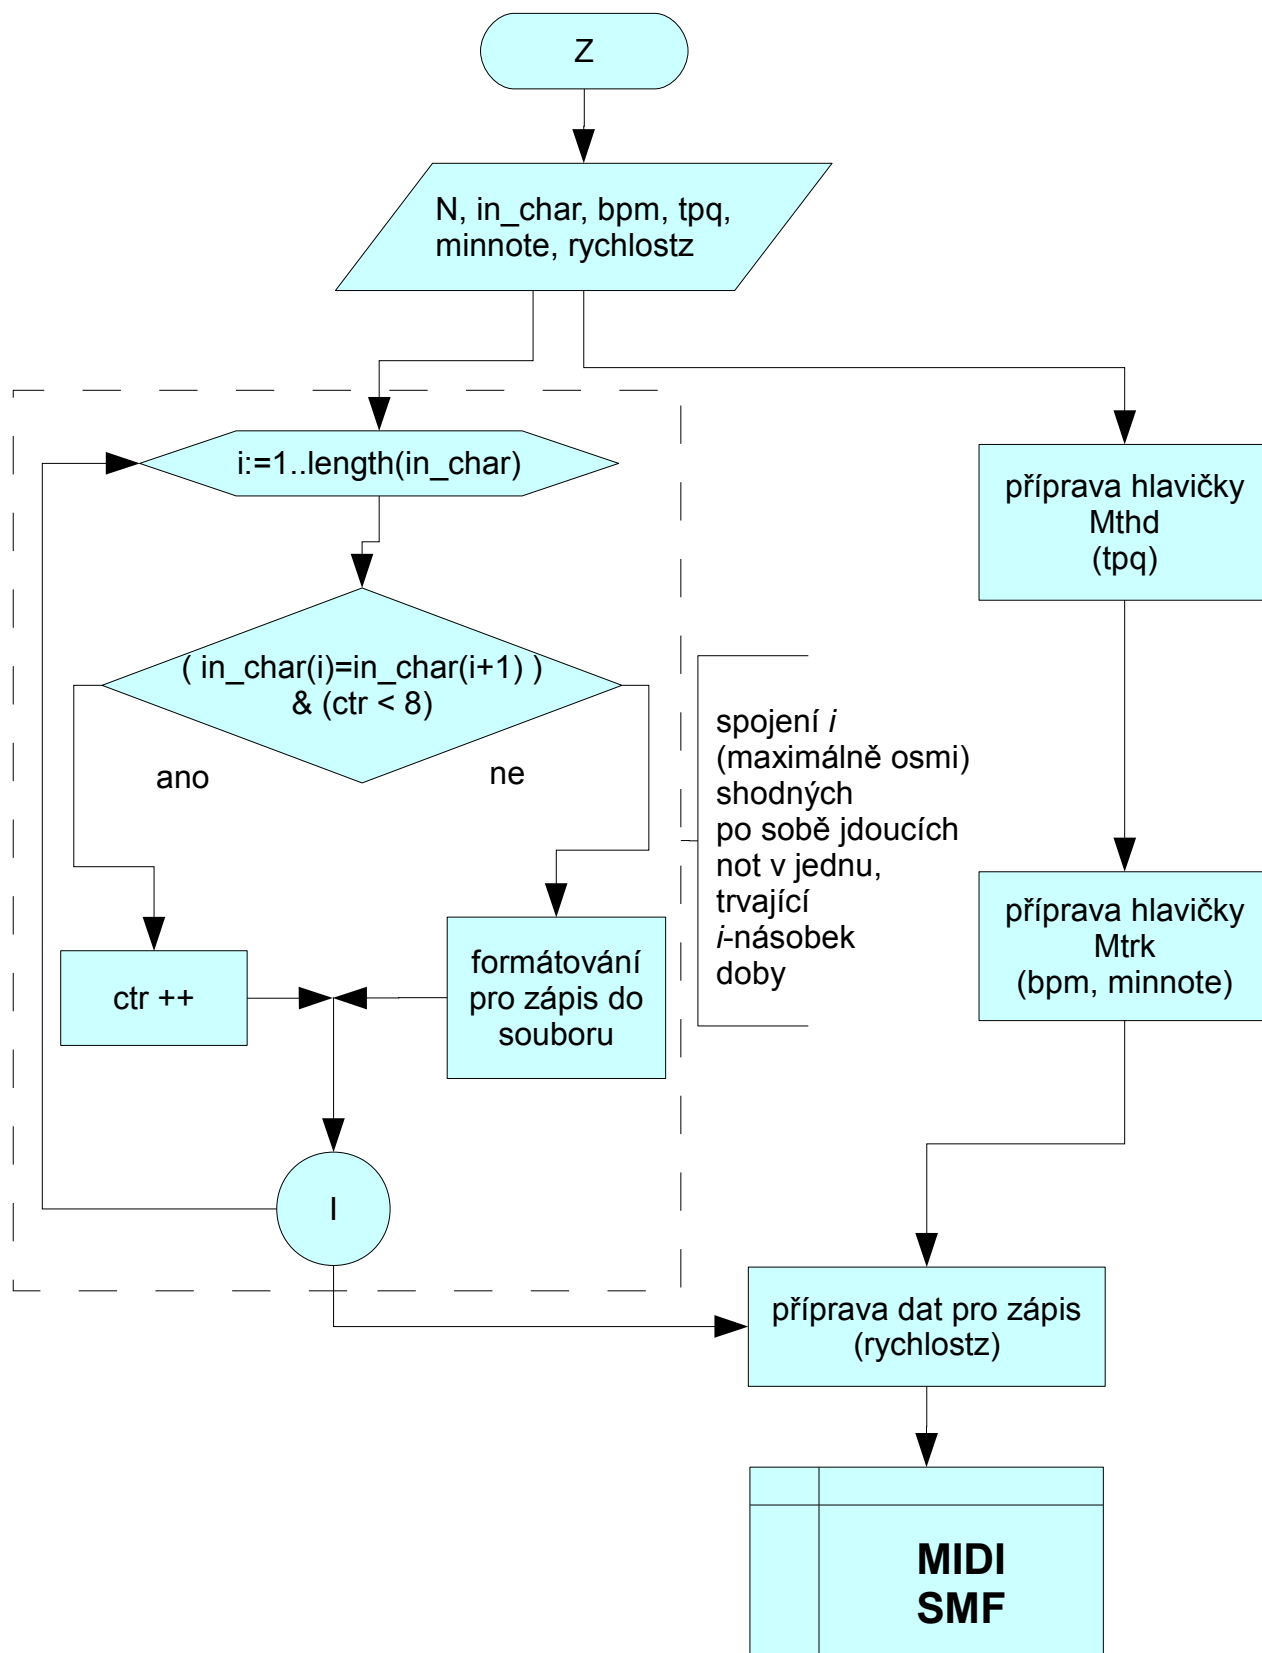 Z
N, in_char, bpm, tpq,
minnote, rychlostz
i:=1..length(in_char)
( in_char(i)=in_char(i+1) )
& (ctr < 8)
ano
ne
ctr ++
formátování
pro zápis do
souboru
I
spojení i
(maximálně osmi)
shodných
po sobě jdoucích
not v jednu,
trvající
i-násobek
doby
příprava hlavičky
Mthd
(tpq)
příprava hlavičky
Mtrk
(bpm, minnote)
příprava dat pro zápis
(rychlostz)
MIDI
SMF